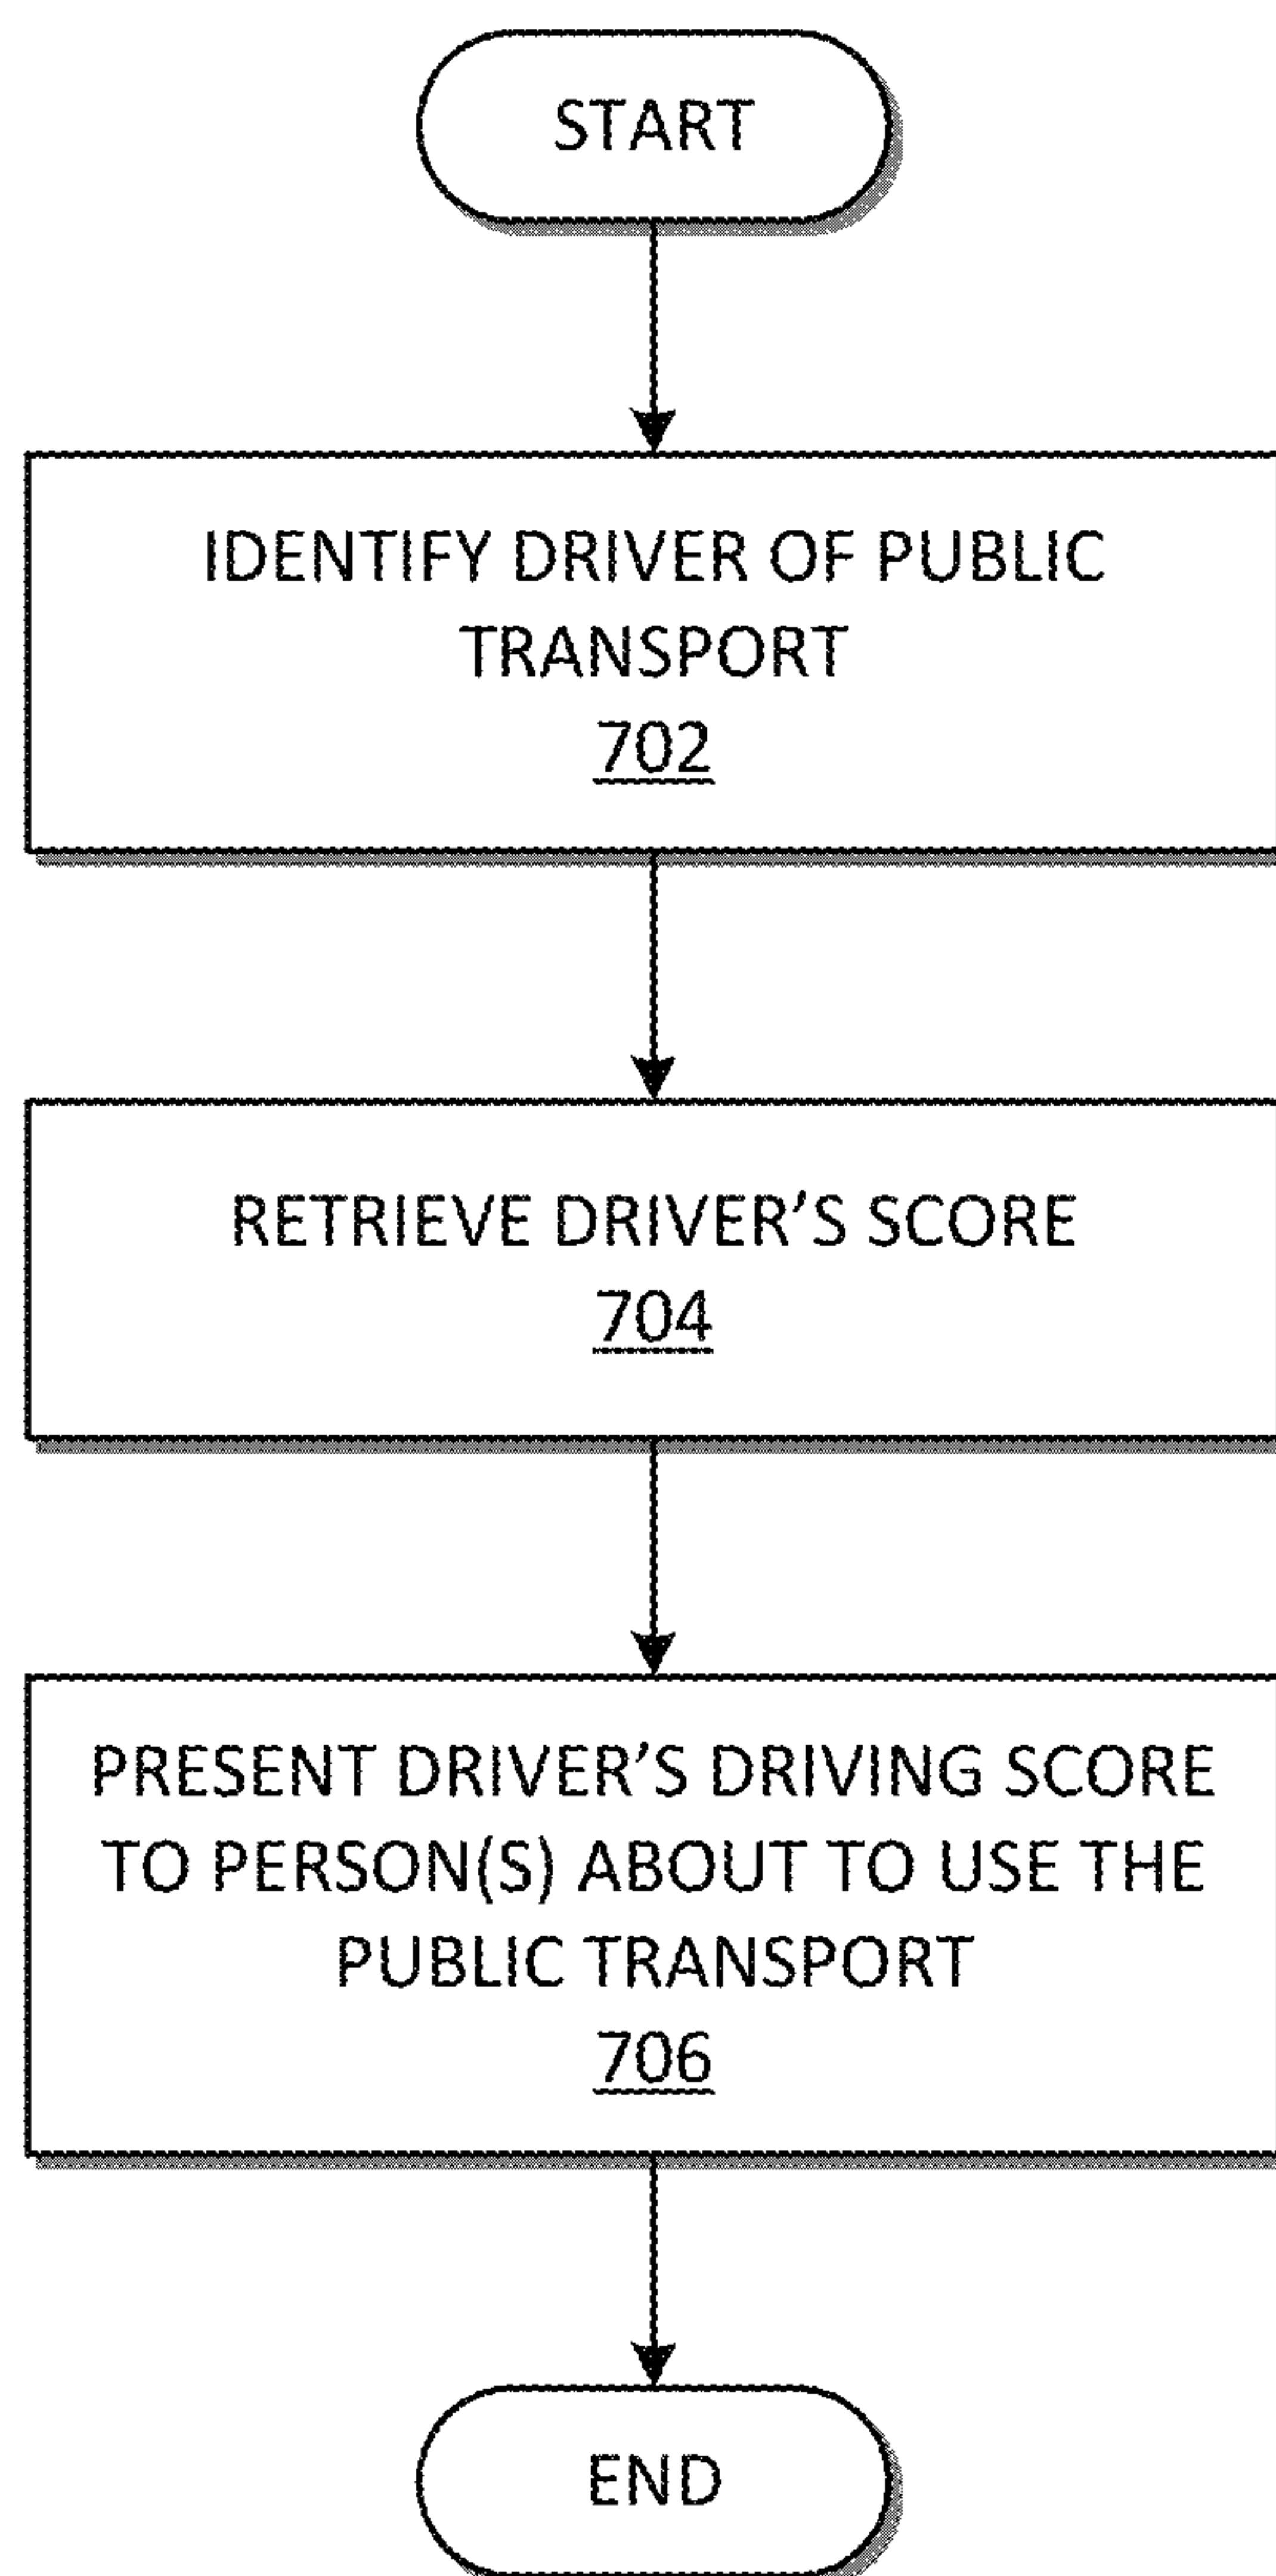 START
IDENTIFY DRIVER OF PUBLIC
TRANSPORT
702
RETRIEVE DRIVER’S SCORE
704
PRESENT DRIVER’S DRIVING SCORE
TO PERSON(S) ABOUT TO USE THE
PUBLIC TRANSPORT
706
END